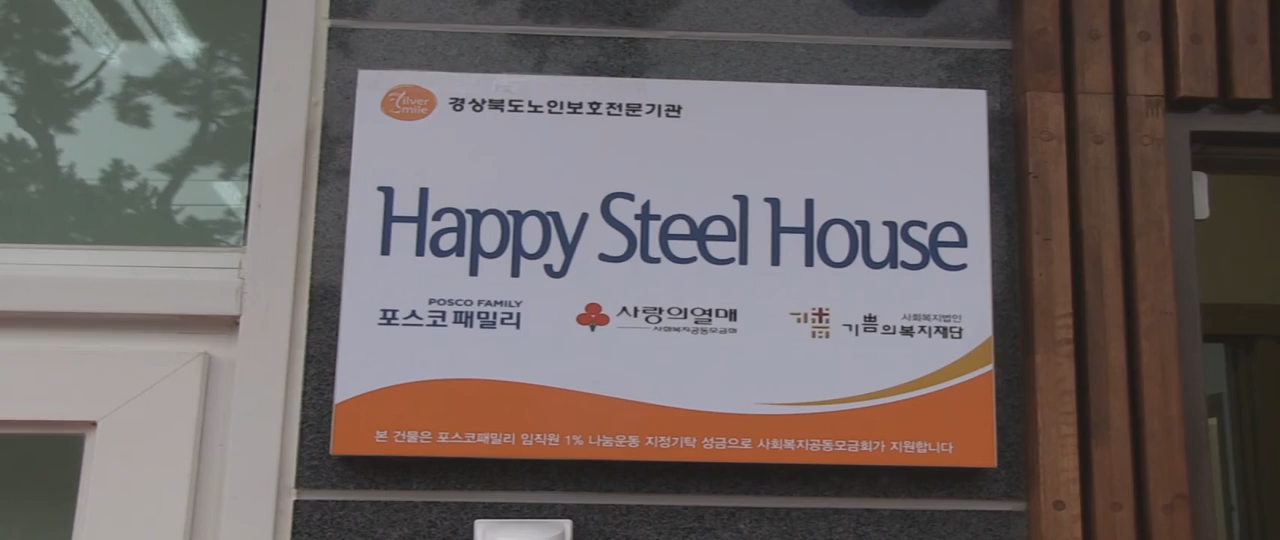 Silver Smile 경상북도노인보호전문기관
Happy Steel House
POSCO FAMILY
포스코패밀리
사랑의열매
사회복지공동모금회
사회복지법인
기쁨의복지재단
본 건물은 포스코패밀리 임직원 1% 나눔운동 지정기탁 성금으로 사회복지공동모금회가 지원합니다